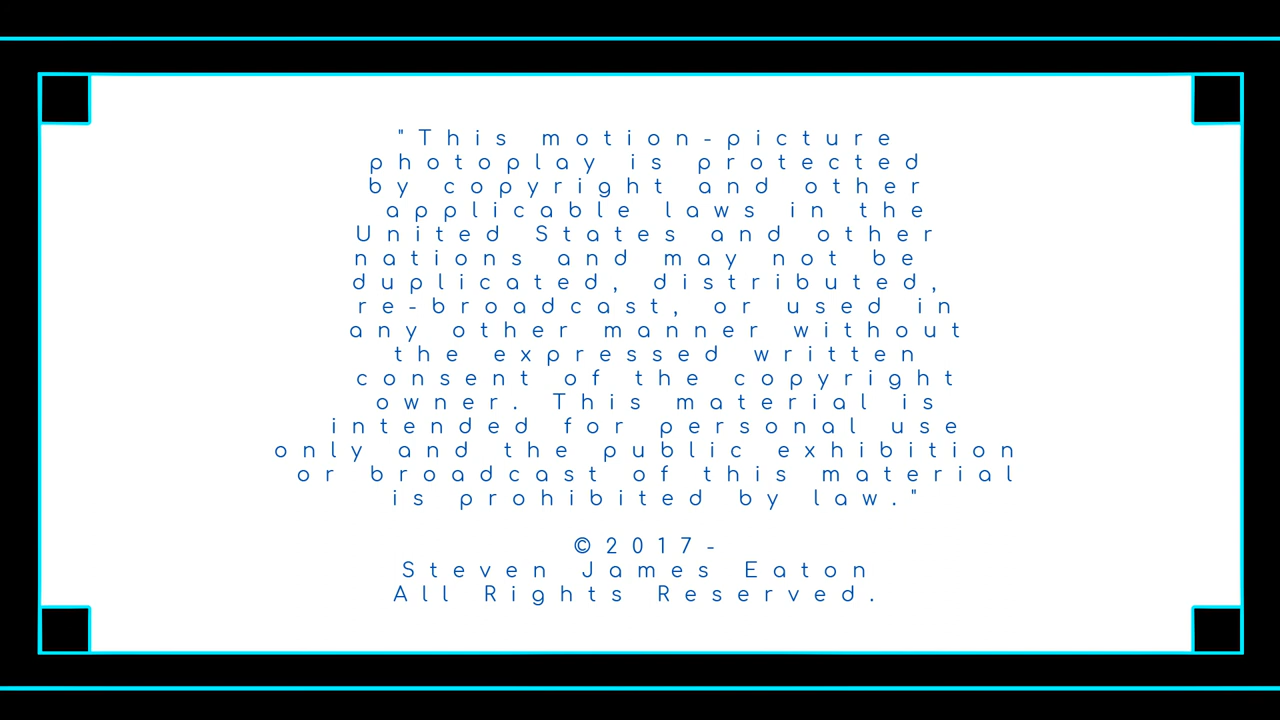 "This motion-picture
photoplay is protected
by copyright and other
applicable laws in the
United States and other
nations and may not be
duplicated, distributed,
re-broadcast, or used in
any other manner without
the expressed written
consent of the copyright
owner. This material is
intended for personal use
only and the public exhibition
or broadcast of this material
is prohibited by law."
©2017-
Steven James Eaton
All Rights Reserved.